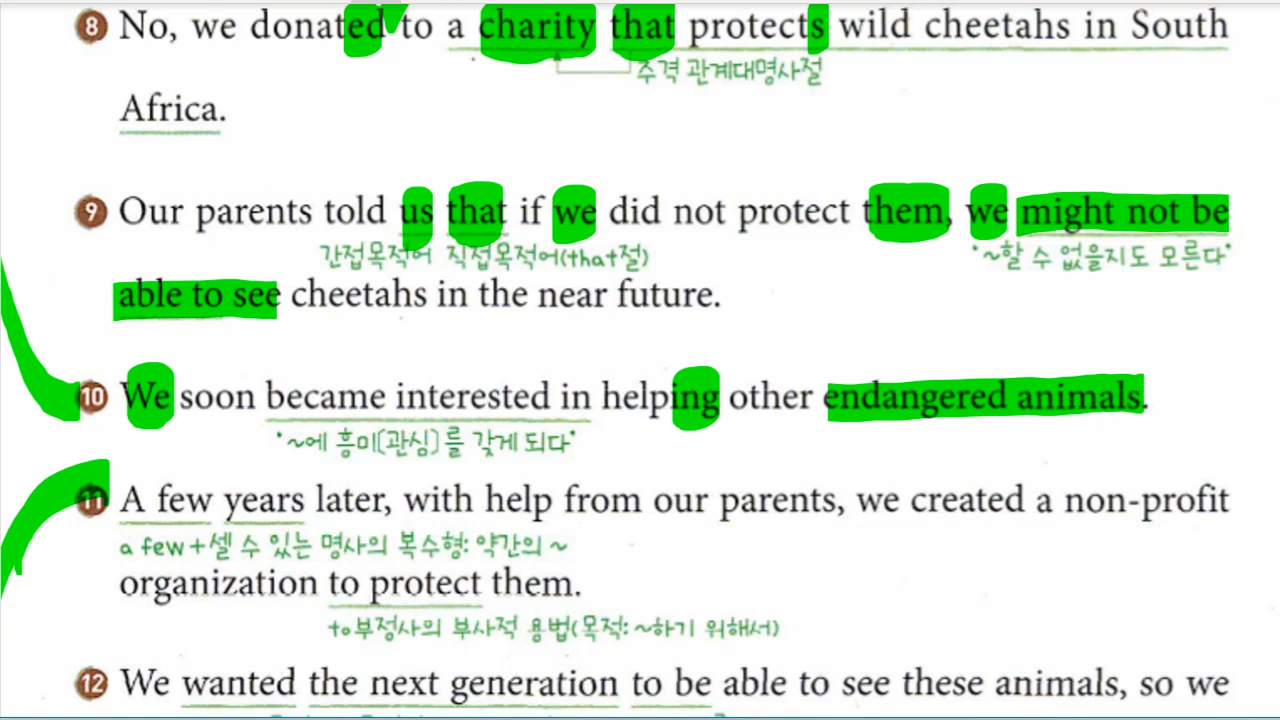 8 No, we donated to a charity that protects wild cheetahs in South
주격 관계대명사절
Africa.
9 Our parents told us that if we did not protect them, we might not be
간접목적어 직접목적어(that절) '~할 수 없을지도 모른다'
able to see cheetahs in the near future.
10 We soon became interested in helping other endangered animals.
'~에 흥미[관심]를 갖게 되다'
11 A few years later, with help from our parents, we created a non-profit
a few+셀 수 있는 명사의 복수형: 약간의 ~
organization to protect them.
to부정사의 부사적 용법(목적: ~하기 위해서)
12 We wanted the next generation to be able to see these animals, so we